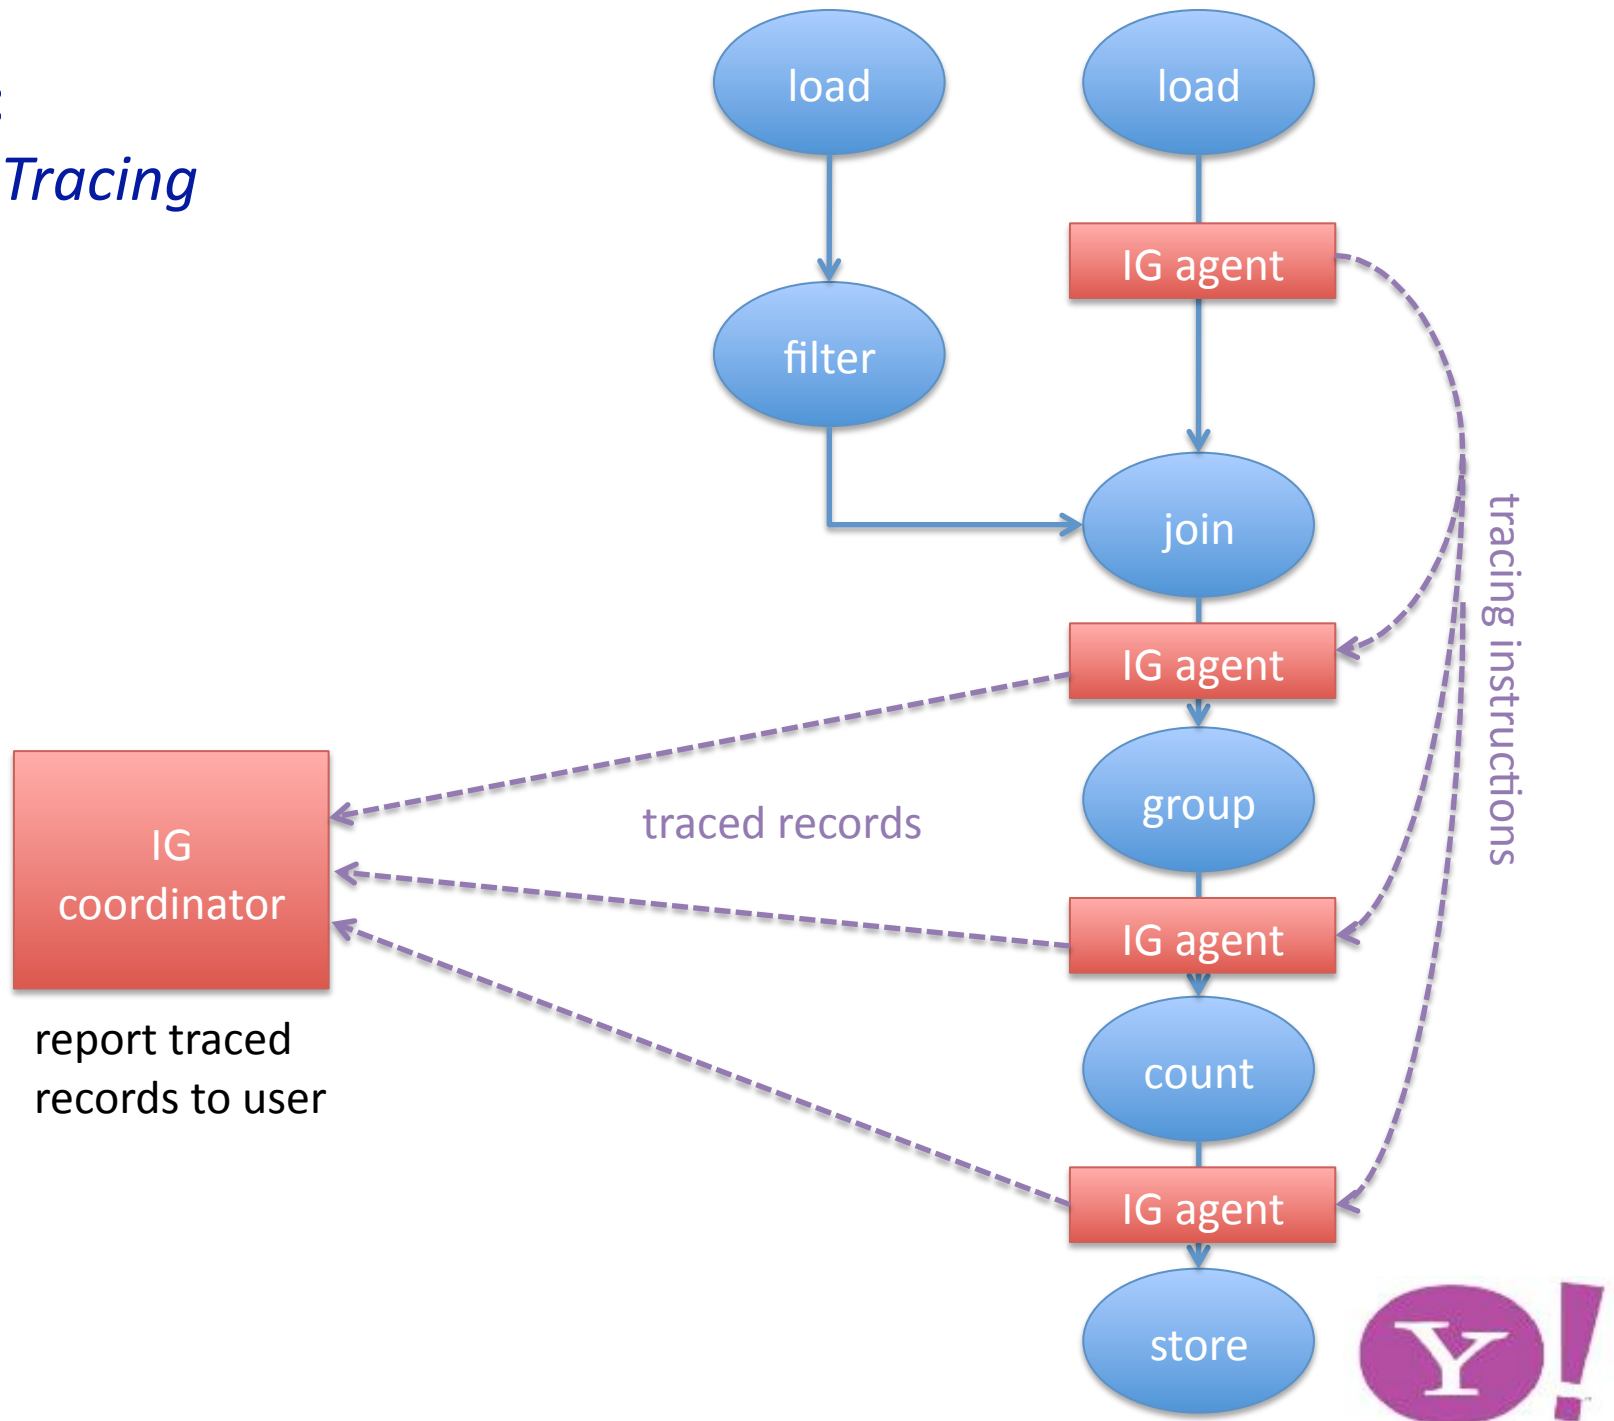 :
Tracing
load
load
IG agent
filter
join
tracing instructions
IG agent
traced records
group
IG
coordinator
IG agent
report traced
records to user
count
IG agent
store
Y!